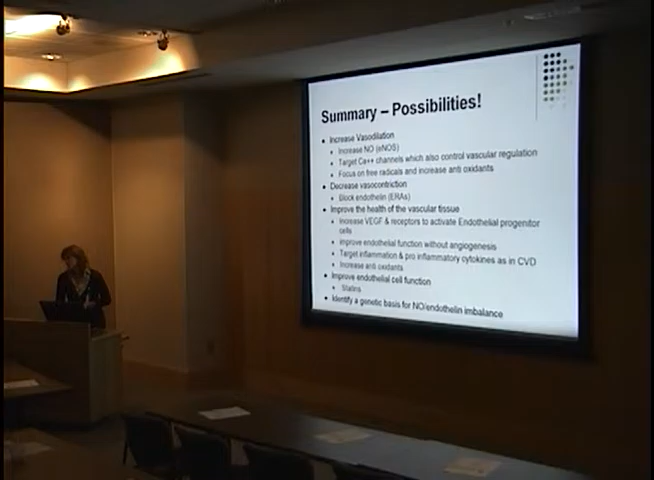 Summary – Possibilities!
Increase Vasodilation
Increase NO (eNOS)
Target Ca++ channels which also control vascular regulation
Focus on free radicals and increase anti oxidants
Decrease vasoconstriction
Block endothelin (ERAs)
Improve the health of the vascular tissue
Increase VEGF & receptors to activate Endothelial progenitor
cells
improve endothelial function without angiogenesis
Target inflammation & pro inflammatory cytokines as in CVD
Increase anti oxidants
Improve endothelial cell function
Statins
Identify a genetic basis for NO/endothelin imbalance